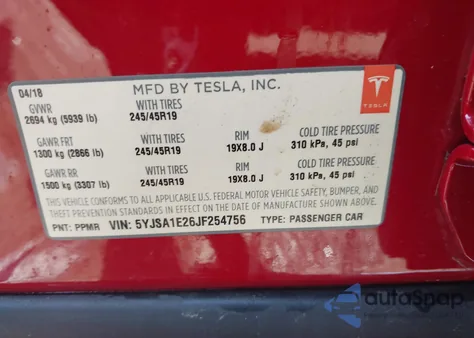 MFD BY TESLA, INC.
TESLA
04/18
GVWR WITH TIRES
2694 kg (5939 lb) 245/45R19
GAWR FRT WITH TIRES RIM COLD TIRE PRESSURE
1300 kg (2866 lb) 245/45R19 19X8.0 J 310 kPa, 45 psi
GAWR RR WITH TIRES RIM COLD TIRE PRESSURE
1500 kg (3307 lb) 245/45R19 19X8.0 J 310 kPa, 45 psi
THIS VEHICLE CONFORMS TO ALL APPLICABLE U.S. FEDERAL MOTOR VEHICLE SAFETY, BUMPER, AND
THEFT PREVENTION STANDARDS IN EFFECT ON THE DATE OF MANUFACTURE SHOWN ABOVE.
PNT: PPMR VIN: 5YJSA1E26JF254756 TYPE: PASSENGER CAR
autoSnap